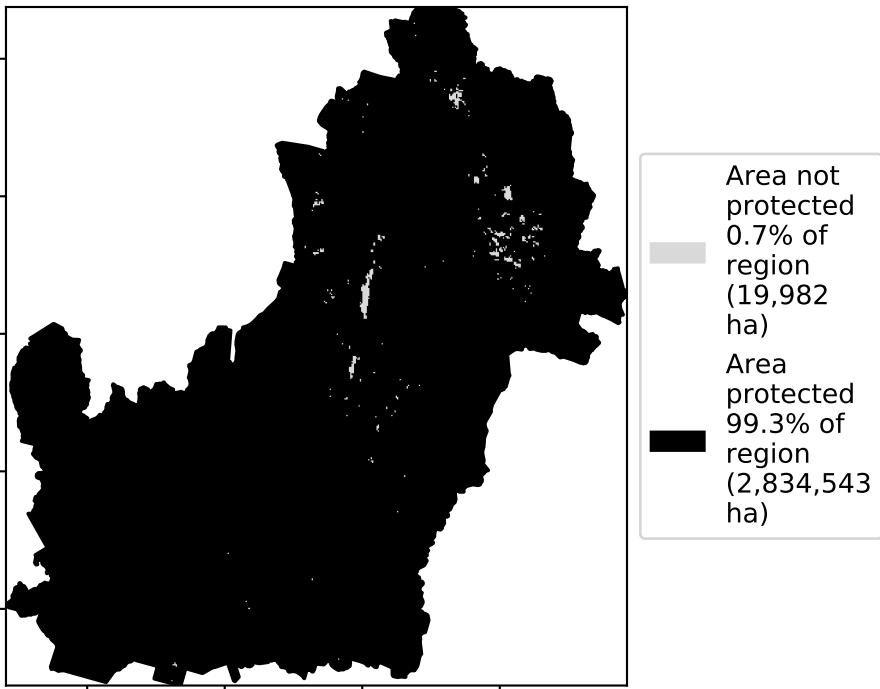 Area not
protected
0.7% of
region
(19,982
ha)
Area
protected
99.3% of
region
(2,834,543
ha)